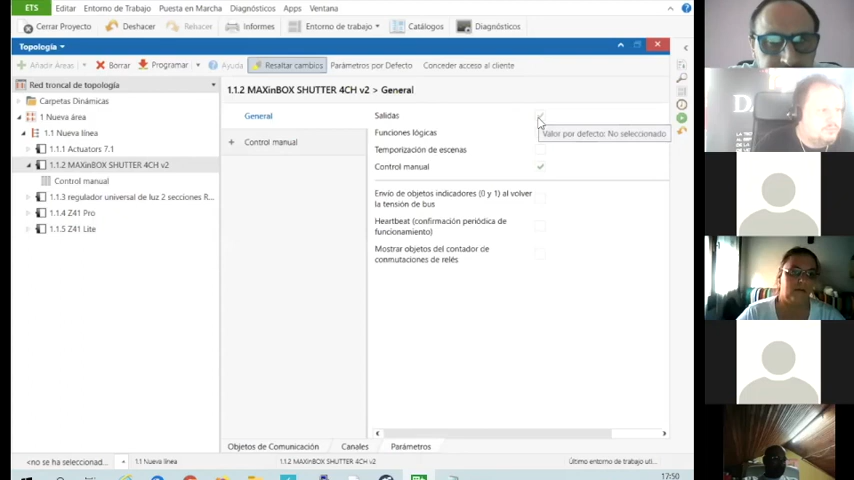 ETS
Editar Entorno de Trabajo Puesta en Marcha Diagnósticos Apps Ventana
Cerrar Proyecto Deshacer Rehacer Informes Entorno de trabajo Catálogos Diagnósticos
Topología
Añadir Áreas Borrar Programar Ayuda Resaltar cambios Parámetros por Defecto Conceder acceso al cliente
Red troncal de topología
Carpetas Dinámicas
1 Nueva área
1.1 Nueva línea
1.1.1 Actuators 7.1
1.1.2 MAXinBOX SHUTTER 4CH v2
Control manual
1.1.3 regulador universal de luz 2 secciones R...
1.1.4 Z41 Pro
1.1.5 Z41 Lite
1.1.2 MAXinBOX SHUTTER 4CH v2 > General
General
Control manual
Salidas
Valor por defecto: No seleccionado
Funciones lógicas
Temporización de escenas
Control manual
Envío de objetos indicadores (0 y 1) al volver
la tensión de bus
Heartbeat (confirmación periódica de
funcionamiento)
Mostrar objetos del contador de
conmutaciones de relés
Objetos de Comunicación Canales Parámetros
<no se ha seleccionad... 1.1 Nueva línea 1.1.2 MAXinBOX SHUTTER 4CH v2 Último entorno de trabajo uti...
17:50